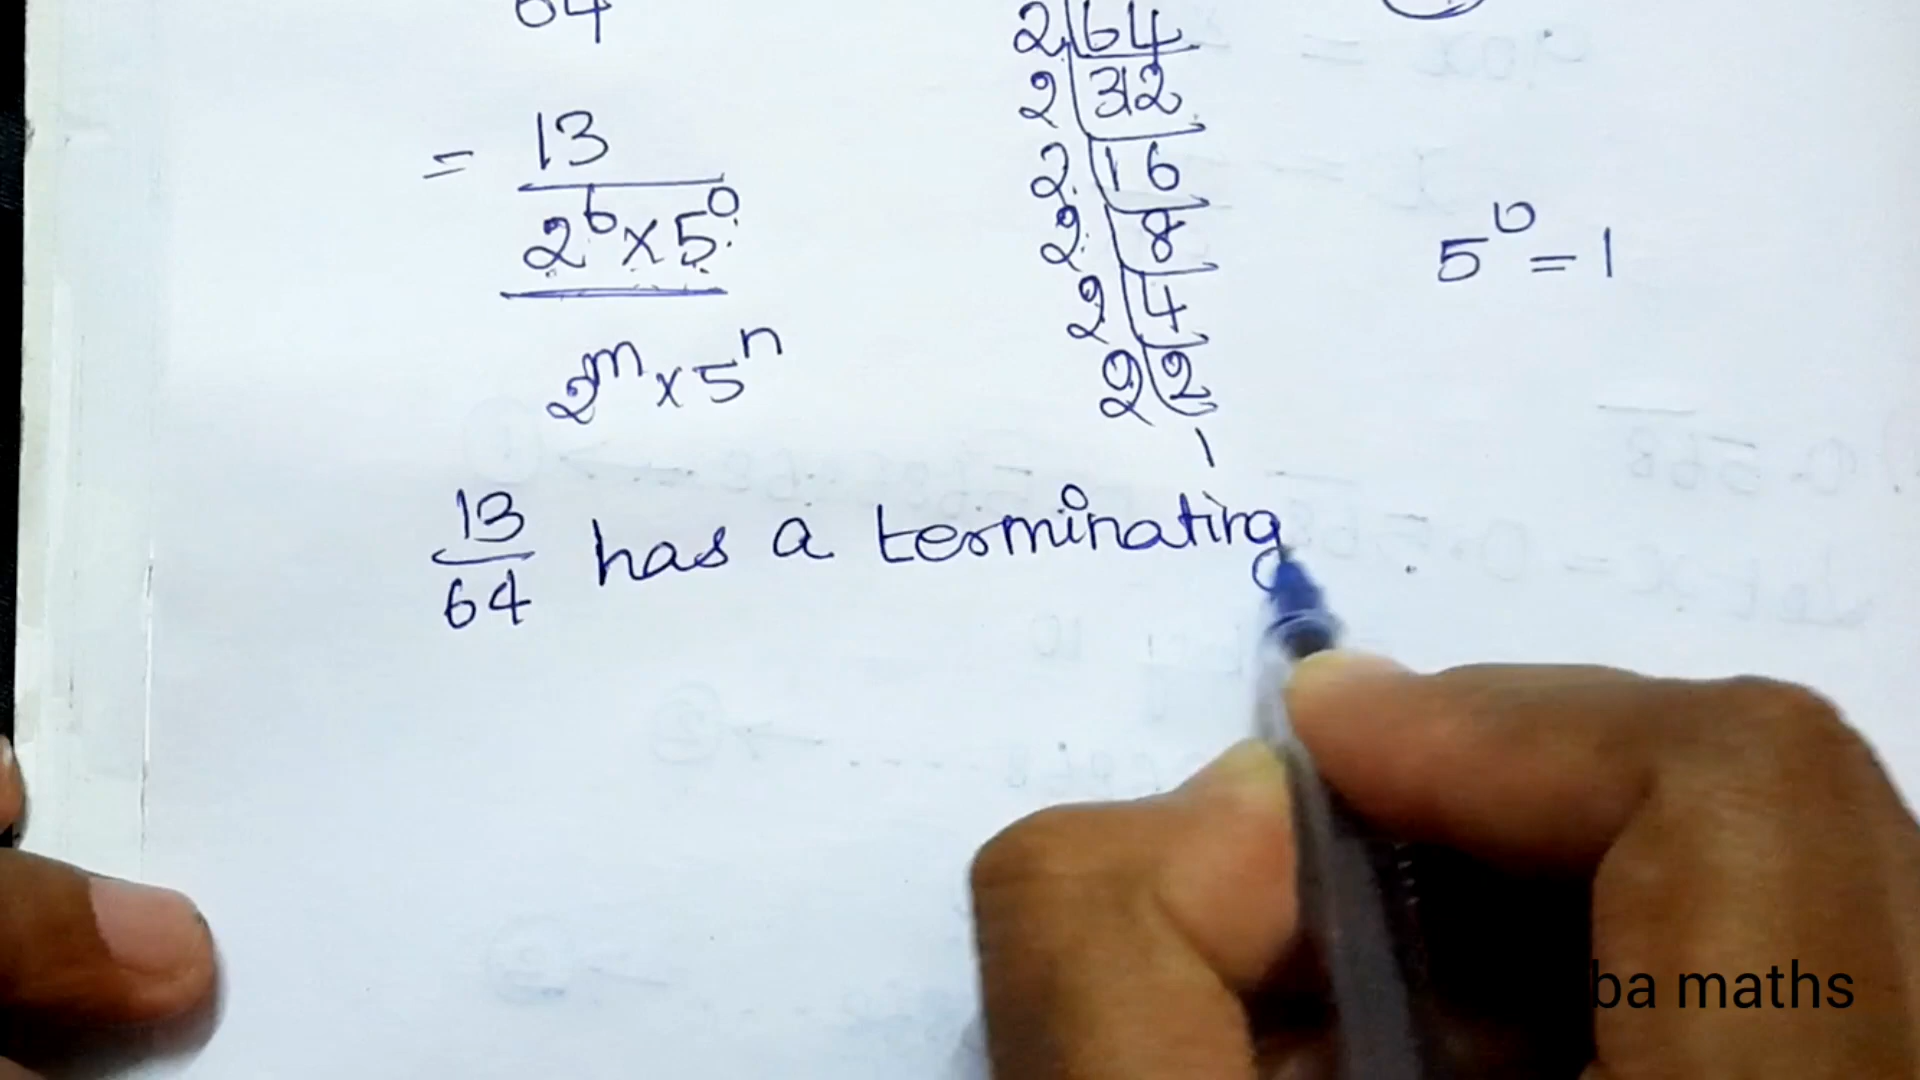 64
= 13
2^6 × 5^0
2^m × 5^n
2 64
2 32
2 16
2 8
2 4
2 2
1
5^0 = 1
13/64 has a terminating
ba maths